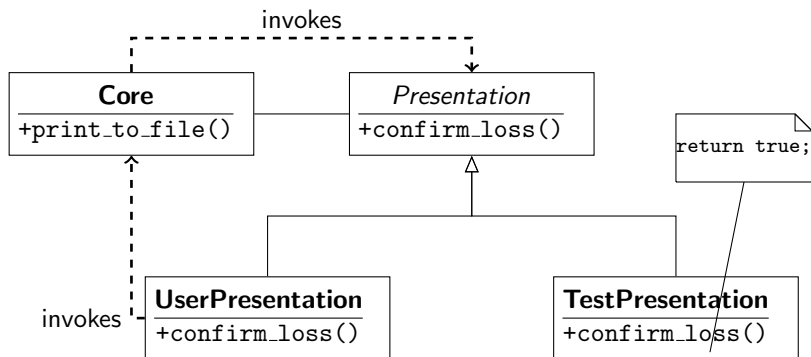 invokes
Core
+print_to_file()
Presentation
+confirm_loss()
return true;
UserPresentation
+confirm_loss()
invokes
TestPresentation
+confirm_loss()